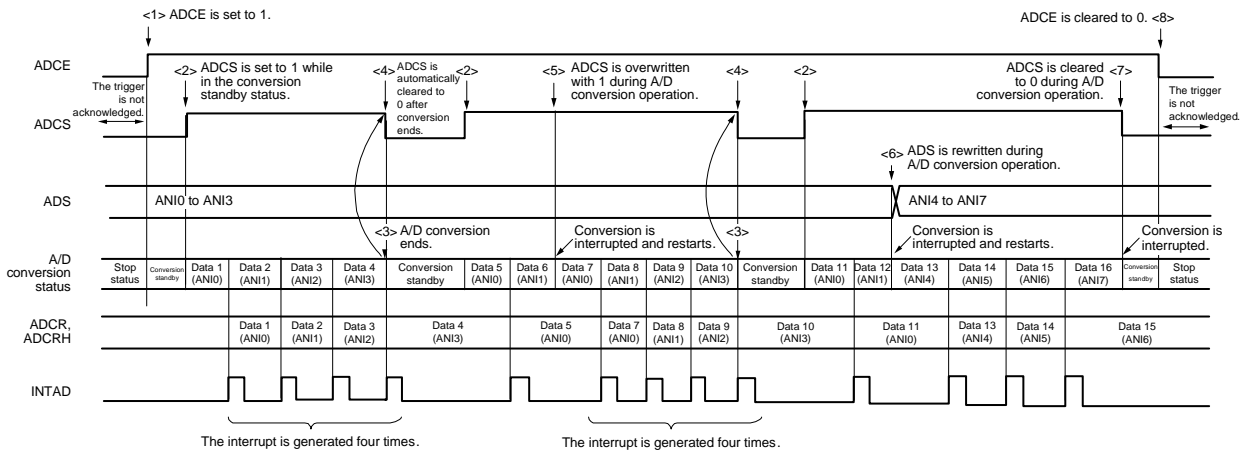 <1> ADCE is set to 1.
ADCE is cleared to 0. <8>
ADCE
The trigger
is not
acknowledged.
<2> ADCS is set to 1 while
in the conversion
standby status.
<4> ADCS is
automatically
cleared to
0 after
conversion
ends.
<2>
<5> ADCS is overwritten
with 1 during A/D
conversion operation.
<4>
<2>
ADCS is cleared <7>
to 0 during A/D
conversion operation.
The trigger
is not
acknowledged.
ADCS
<6> ADS is rewritten during
A/D conversion operation.
ADS
ANI0 to ANI3
ANI4 to ANI7
<3> A/D conversion
ends.
Conversion is
interrupted and restarts.
<3>
Conversion is
interrupted and restarts.
Conversion is
interrupted.
A/D
conversion
status
Stop
status
Conversion
standby
Data 1
(ANI0)
Data 2
(ANI1)
Data 3
(ANI2)
Data 4
(ANI3)
Conversion
standby
Data 5
(ANI0)
Data 6
(ANI1)
Data 7
(ANI0)
Data 8
(ANI1)
Data 9
(ANI2)
Data 10
(ANI3)
Conversion
standby
Data 11
(ANI0)
Data 12
(ANI1)
Data 13
(ANI4)
Data 14
(ANI5)
Data 15
(ANI6)
Data 16
(ANI7)
Conversion
standby
Stop
status
ADCR,
ADCRH
Data 1
(ANI0)
Data 2
(ANI1)
Data 3
(ANI2)
Data 4
(ANI3)
Data 5
(ANI0)
Data 7
(ANI0)
Data 8
(ANI1)
Data 9
(ANI2)
Data 10
(ANI3)
Data 11
(ANI0)
Data 13
(ANI4)
Data 14
(ANI5)
Data 15
(ANI6)
INTAD
The interrupt is generated four times.
The interrupt is generated four times.